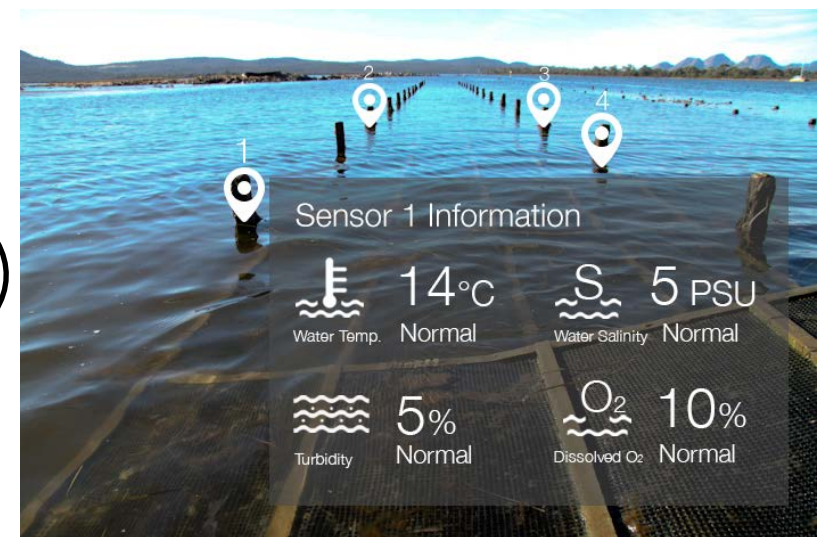 2
3
4
1
Sensor 1 Information
14°C
Water Temp. Normal
S
5 PSU
Water Salinity Normal
5%
Turbidity Normal
O₂
10%
Dissolved O₂ Normal